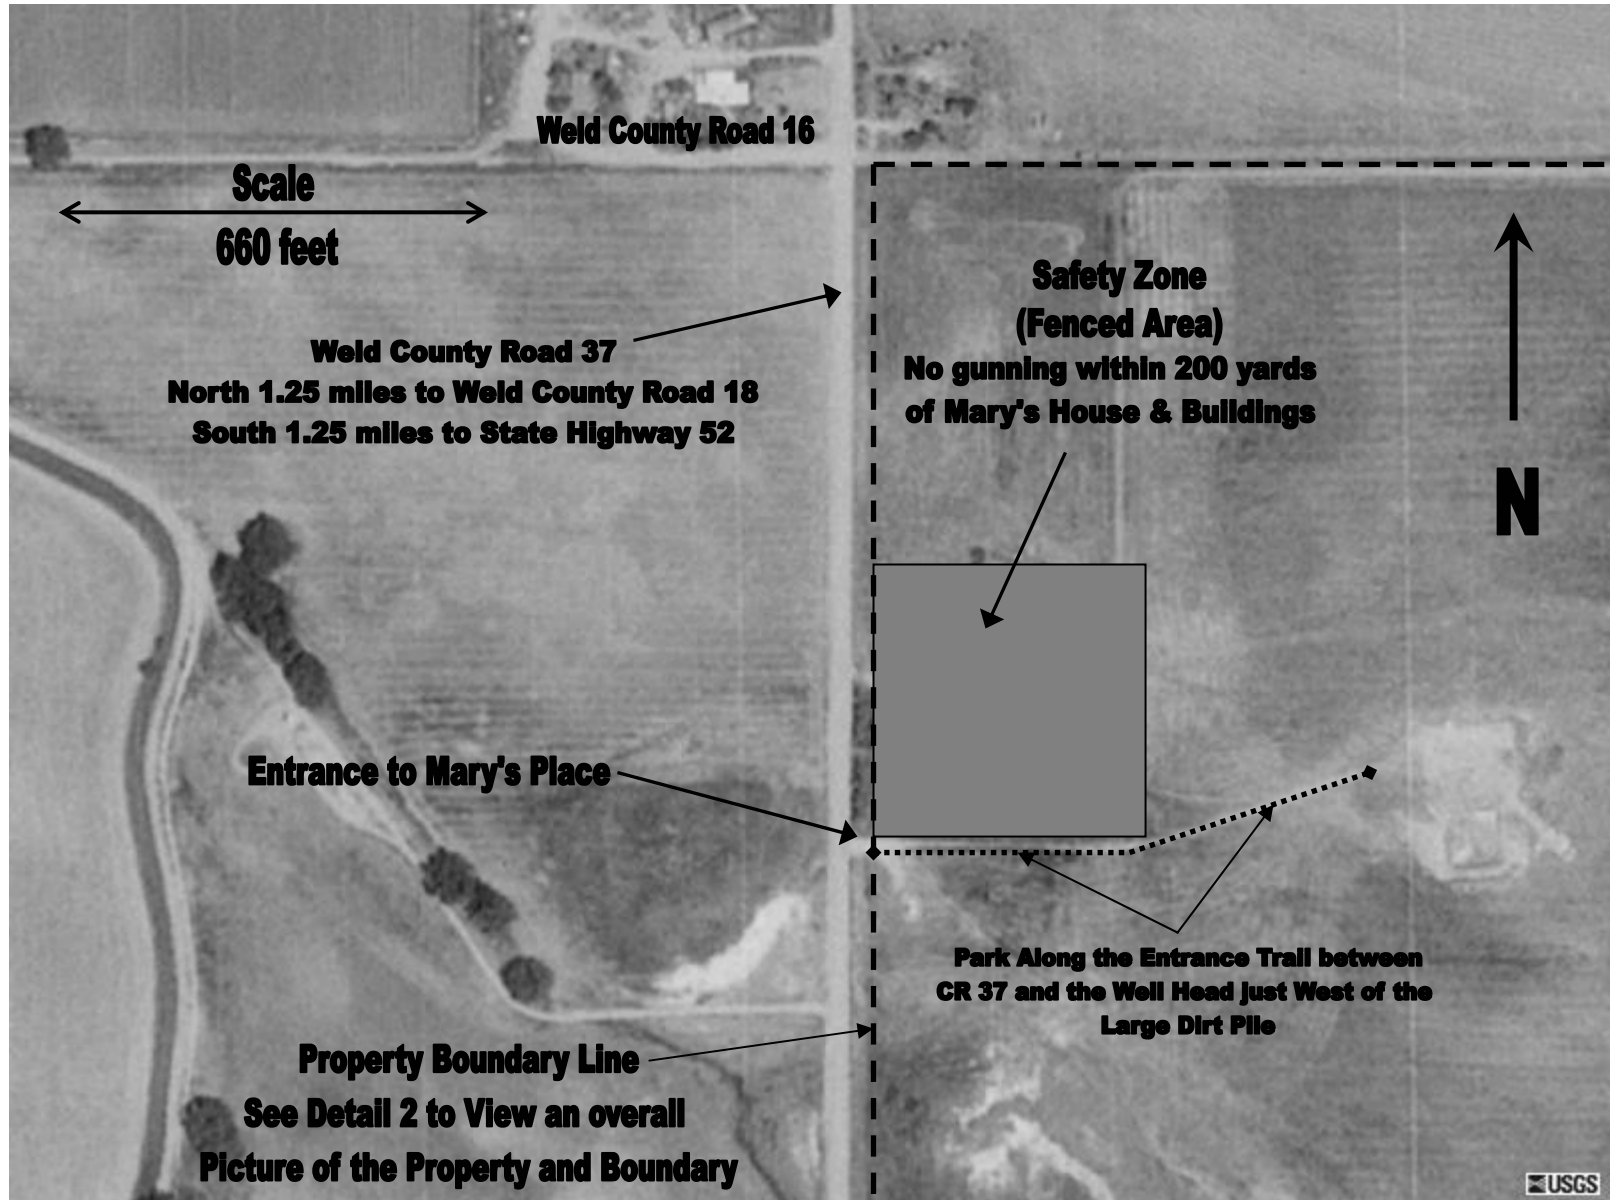 Weld County Road 16
Scale
660 feet
Safety Zone
(Fenced Area)
No gunning within 200 yards
of Mary's House & Buildings
Weld County Road 37
North 1.25 miles to Weld County Road 18
South 1.25 miles to State Highway 52
N
Entrance to Mary's Place
Park Along the Entrance Trail between
CR 37 and the Well Head just West of the
Large Dirt Pile
Property Boundary Line
See Detail 2 to View an overall
Picture of the Property and Boundary
USGS